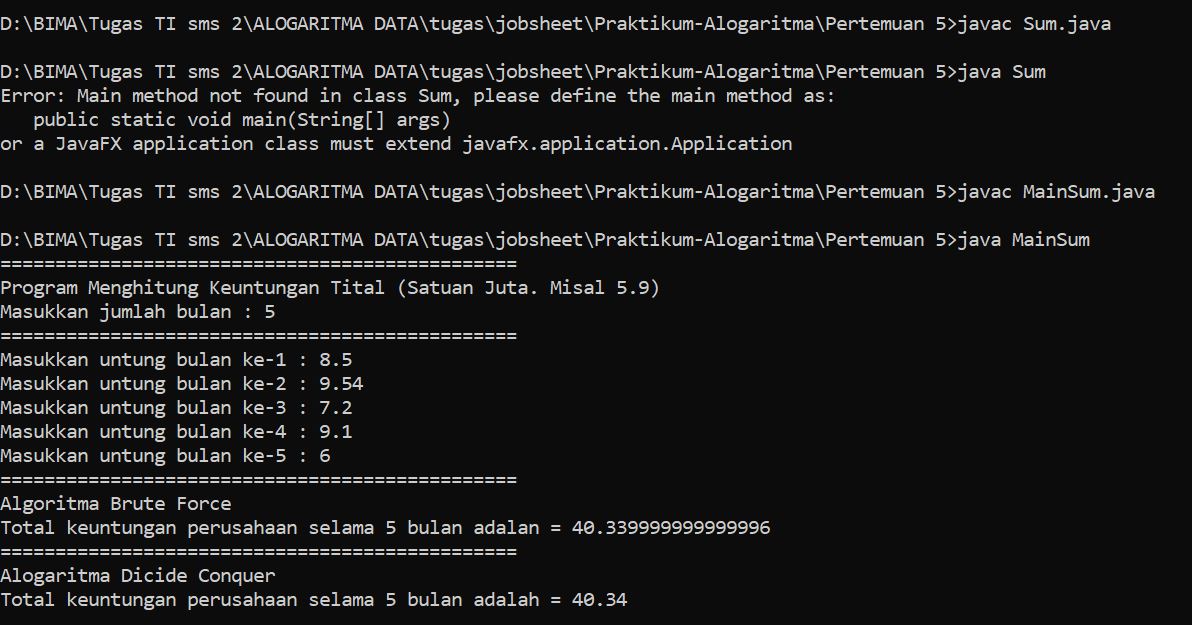 D:\BIMA\Tugas TI sms 2\ALOGARITMA DATA\tugas\jobsheet\Praktikum-Alogaritma\Pertemuan 5>javac Sum.java
D:\BIMA\Tugas TI sms 2\ALOGARITMA DATA\tugas\jobsheet\Praktikum-Alogaritma\Pertemuan 5>java Sum
Error: Main method not found in class Sum, please define the main method as:
   public static void main(String[] args)
or a JavaFX application class must extend javafx.application.Application
D:\BIMA\Tugas TI sms 2\ALOGARITMA DATA\tugas\jobsheet\Praktikum-Alogaritma\Pertemuan 5>javac MainSum.java
D:\BIMA\Tugas TI sms 2\ALOGARITMA DATA\tugas\jobsheet\Praktikum-Alogaritma\Pertemuan 5>java MainSum
===============================================
Program Menghitung Keuntungan Tital (Satuan Juta. Misal 5.9)
Masukkan jumlah bulan : 5
===============================================
Masukkan untung bulan ke-1 : 8.5
Masukkan untung bulan ke-2 : 9.54
Masukkan untung bulan ke-3 : 7.2
Masukkan untung bulan ke-4 : 9.1
Masukkan untung bulan ke-5 : 6
===============================================
Algoritma Brute Force
Total keuntungan perusahaan selama 5 bulan adalan = 40.339999999999996
===============================================
Alogaritma Dicide Conquer
Total keuntungan perusahaan selama 5 bulan adalah = 40.34